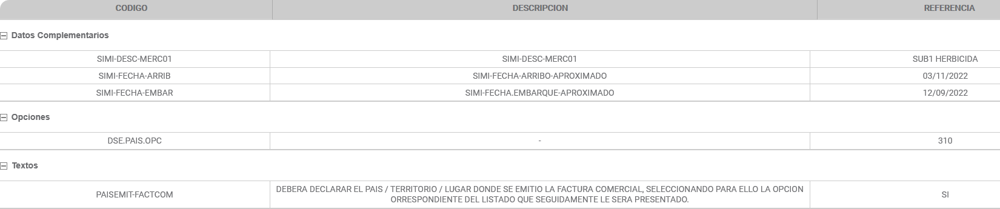 CODIGO DESCRIPCION REFERENCIA
Datos Complementarios
SIMI-DESC-MERC01 SIMI-DESC-MERC01 SUB1 HERBICIDA
SIMI-FECHA-ARRIB SIMI-FECHA-ARRIBO-APROXIMADO 03/11/2022
SIMI-FECHA-EMBAR SIMI-FECHA.EMBARQUE-APROXIMADO 12/09/2022
Opciones
DSE.PAIS.OPC - 310
Textos
PAISEMIT-FACTCOM DEBERA DECLARAR EL PAIS / TERRITORIO / LUGAR DONDE SE EMITIO LA FACTURA COMERCIAL, SELECCIONANDO PARA ELLO LA OPCION
ORRESPONDIENTE DEL LISTADO QUE SEGUIDAMENTE LE SERA PRESENTADO. SI